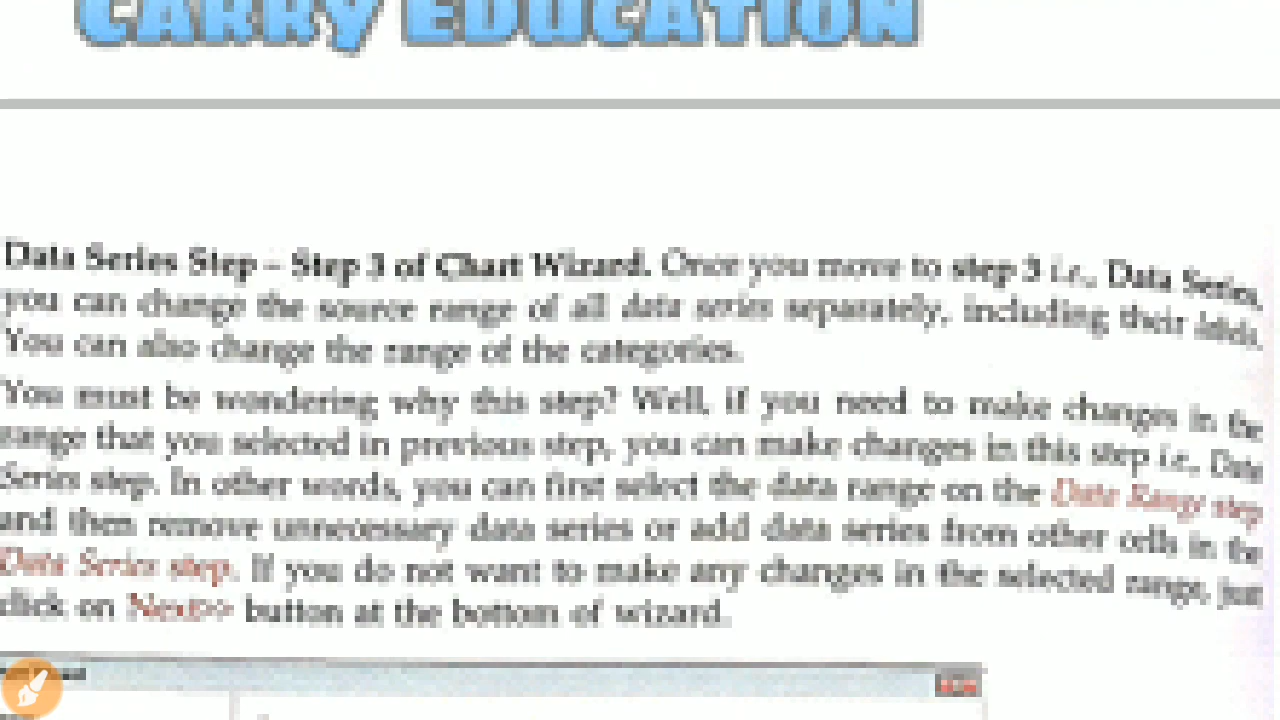 CARRY EDUCATION
Data Series Step – Step 3 of Chart Wizard. Once you move to step 3 i.e., Data Series,
you can change the source range of all data series separately, including their labels.
You can also change the range of the categories.
You must be wondering why this step? Well, if you need to make changes in the
range that you selected in previous step, you can make changes in this step i.e., Data
Series step. In other words, you can first select the data range on the Data Range step
and then remove unnecessary data series or add data series from other cells in the
Data Series step. If you do not want to make any changes in the selected range, just
click on Next>> button at the bottom of wizard.